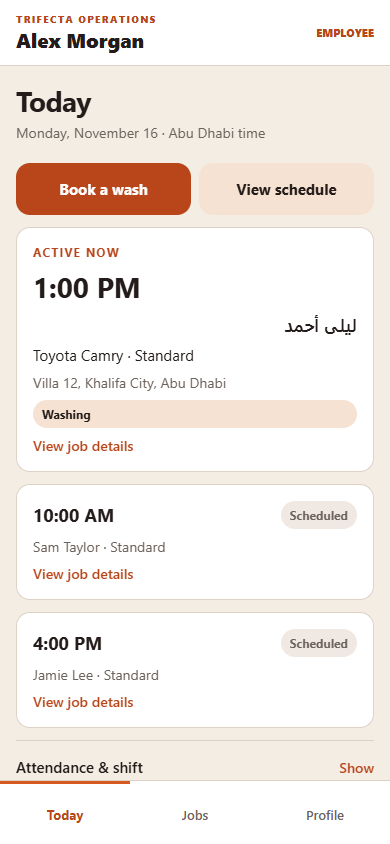 TRIFECTA OPERATIONS
Alex Morgan
EMPLOYEE
Today
Monday, November 16 · Abu Dhabi time
Book a wash
View schedule
ACTIVE NOW
1:00 PM
ليلى أحمد
Toyota Camry · Standard
Villa 12, Khalifa City, Abu Dhabi
Washing
View job details
10:00 AM
Scheduled
Sam Taylor · Standard
View job details
4:00 PM
Scheduled
Jamie Lee · Standard
View job details
Attendance & shift
Show
Today
Jobs
Profile